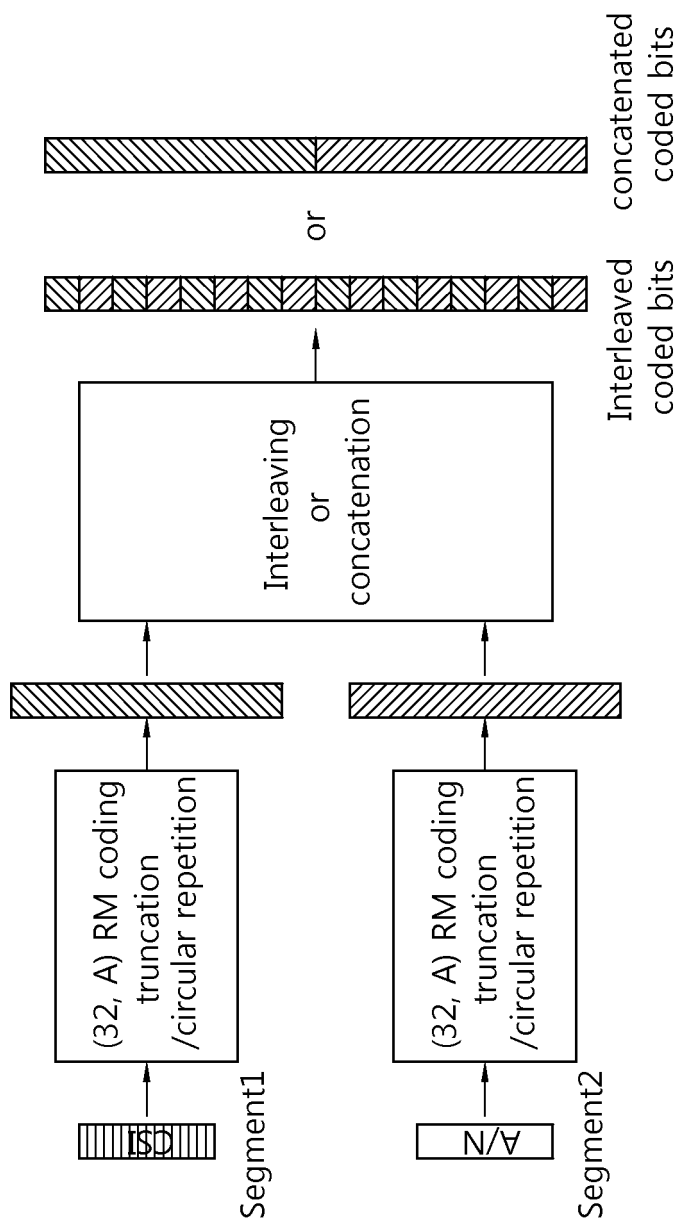 CSI
Segment1
(32, A) RM coding
truncation
/circular repetition
A/N
Segment2
(32, A) RM coding
truncation
/circular repetition
Interleaving
or
concatenation
Interleaved
coded bits
or
concatenated
coded bits